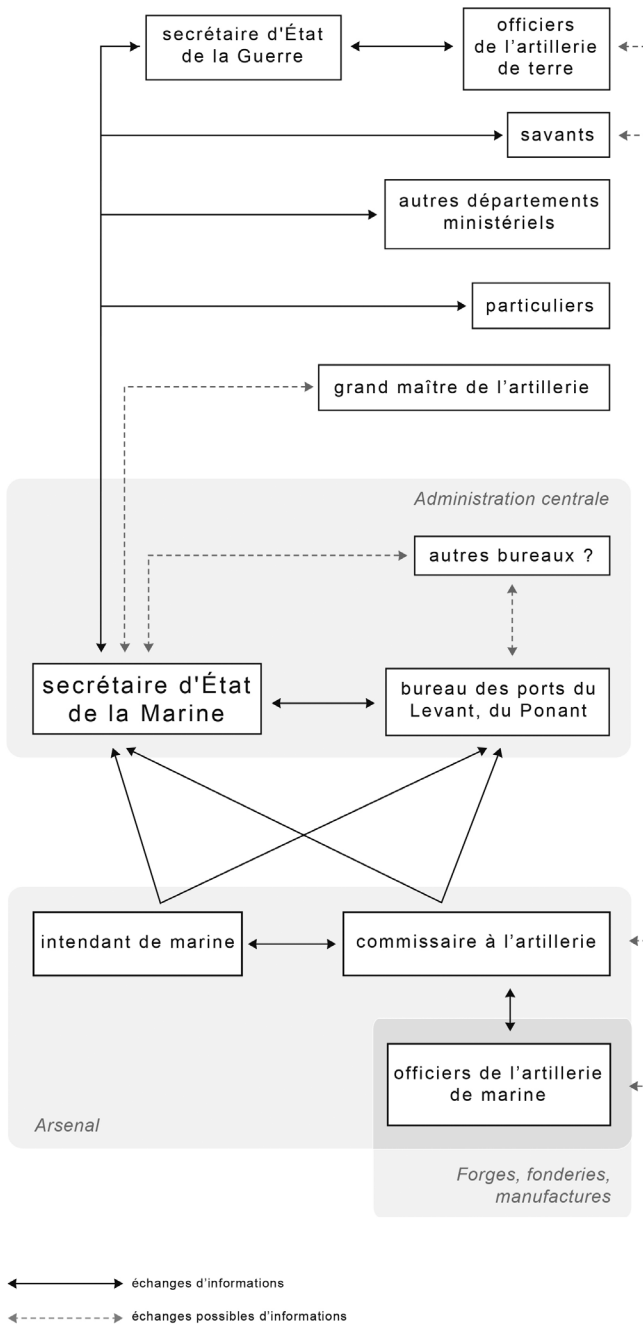 secrétaire d'État
de la Guerre
officiers
de l'artillerie
de terre
savants
autres départements
ministériels
particuliers
grand maître de l'artillerie
Administration centrale
autres bureaux ?
secrétaire d'État
de la Marine
bureau des ports du
Levant, du Ponant
intendant de marine
commissaire à l'artillerie
officiers de l'artillerie
de marine
Arsenal
Forges, fonderies,
manufactures
échanges d'informations
échanges possibles d'informations